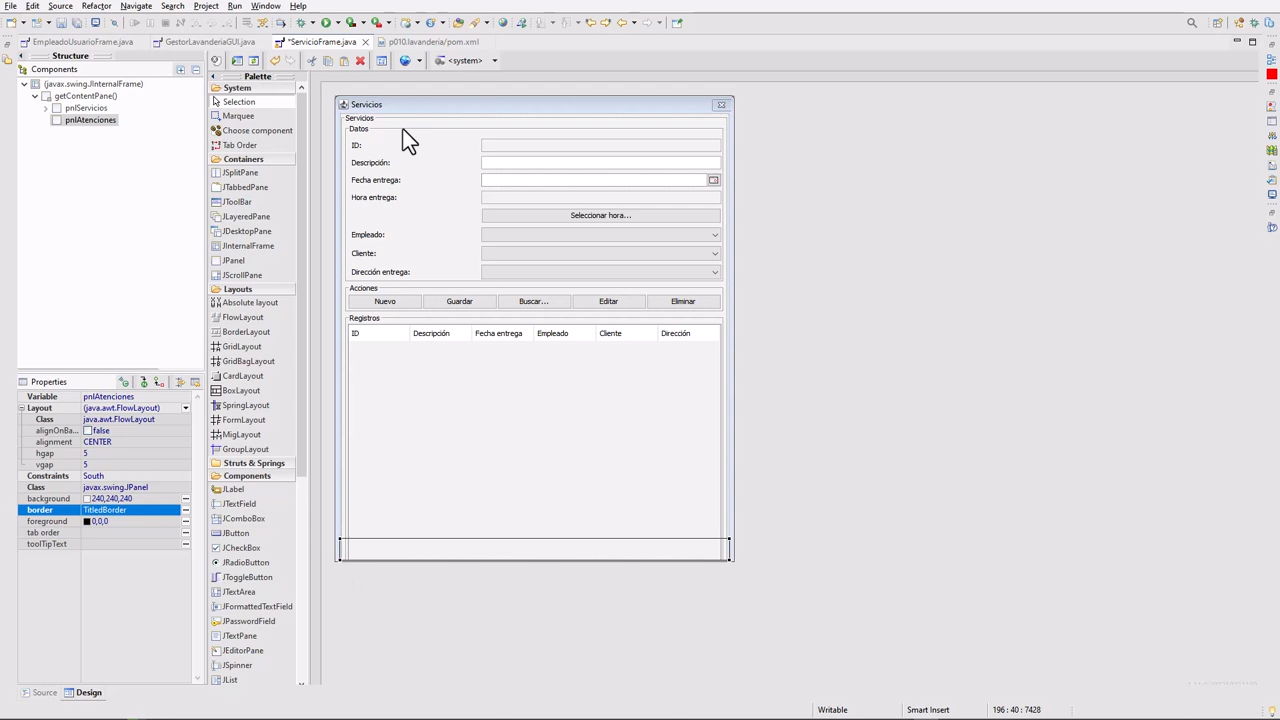 File Edit Source Refactor Navigate Search Project Run Window Help
EmpleadoUsuarioFrame.java GestorLavanderiaGUI.java *ServicioFrame.java p010.lavanderia/pom.xml
Structure
Components
(javax.swing.JInternalFrame)
getContentPane()
pnlServicios
pnlAtenciones
Properties
Variable pnlAtenciones
Layout (java.awt.FlowLayout)
Class java.awt.FlowLayout
alignOnBa... false
alignment CENTER
hgap 5
vgap 5
Constraints South
Class javax.swing.JPanel
background 240,240,240
border TitledBorder
foreground 0,0,0
tab order
toolTipText
Source Design
<system>
Palette
System
Selection
Marquee
Choose component
Tab Order
Containers
JSplitPane
JTabbedPane
JToolBar
JLayeredPane
JDesktopPane
JInternalFrame
JPanel
JScrollPane
Layouts
Absolute layout
FlowLayout
BorderLayout
GridLayout
GridBagLayout
CardLayout
BoxLayout
SpringLayout
FormLayout
MigLayout
GroupLayout
Struts & Springs
Components
JLabel
JTextField
JComboBox
JButton
JCheckBox
JRadioButton
JToggleButton
JTextArea
JFormattedTextField
JPasswordField
JTextPane
JEditorPane
JSpinner
JList
Servicios
Servicios
Datos
ID:
Descripción:
Fecha entrega:
Hora entrega:
Seleccionar hora...
Empleado:
Cliente:
Dirección entrega:
Acciones
Nuevo Guardar Buscar... Editar Eliminar
Registros
ID Descripción Fecha entrega Empleado Cliente Dirección
Writable Smart Insert 196 : 40 : 7428